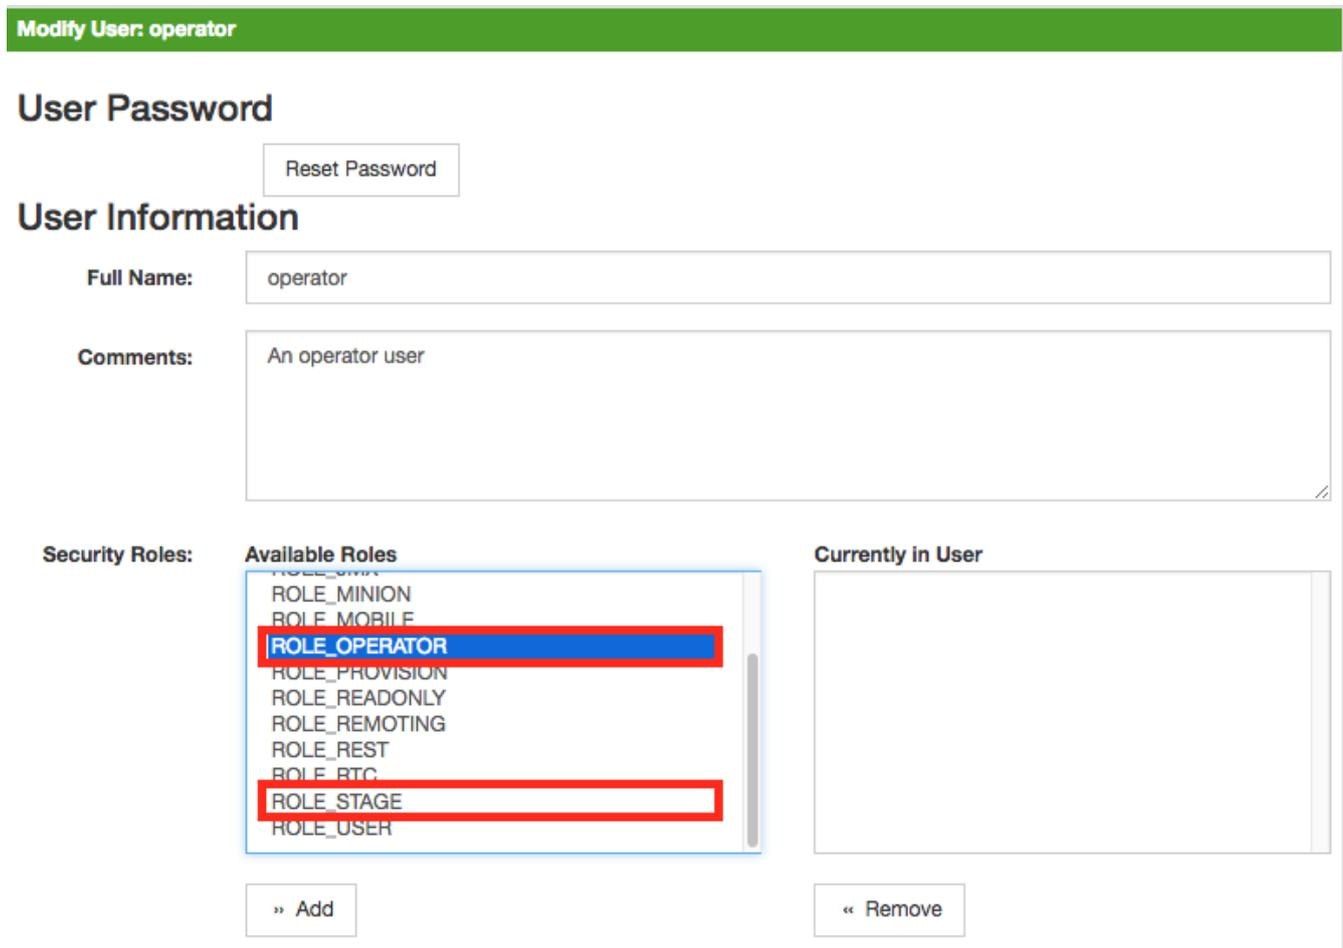 Modify User: operator
User Password
Reset Password
User Information
Full Name: operator
Comments: An operator user
Security Roles: Available Roles Currently in User
ROLE_JMX
ROLE_MINION
ROLE_MOBILE
ROLE_OPERATOR
ROLE_PROVISION
ROLE_READONLY
ROLE_REMOTING
ROLE_REST
ROLE_RTC
ROLE_STAGE
ROLE_USER
» Add « Remove